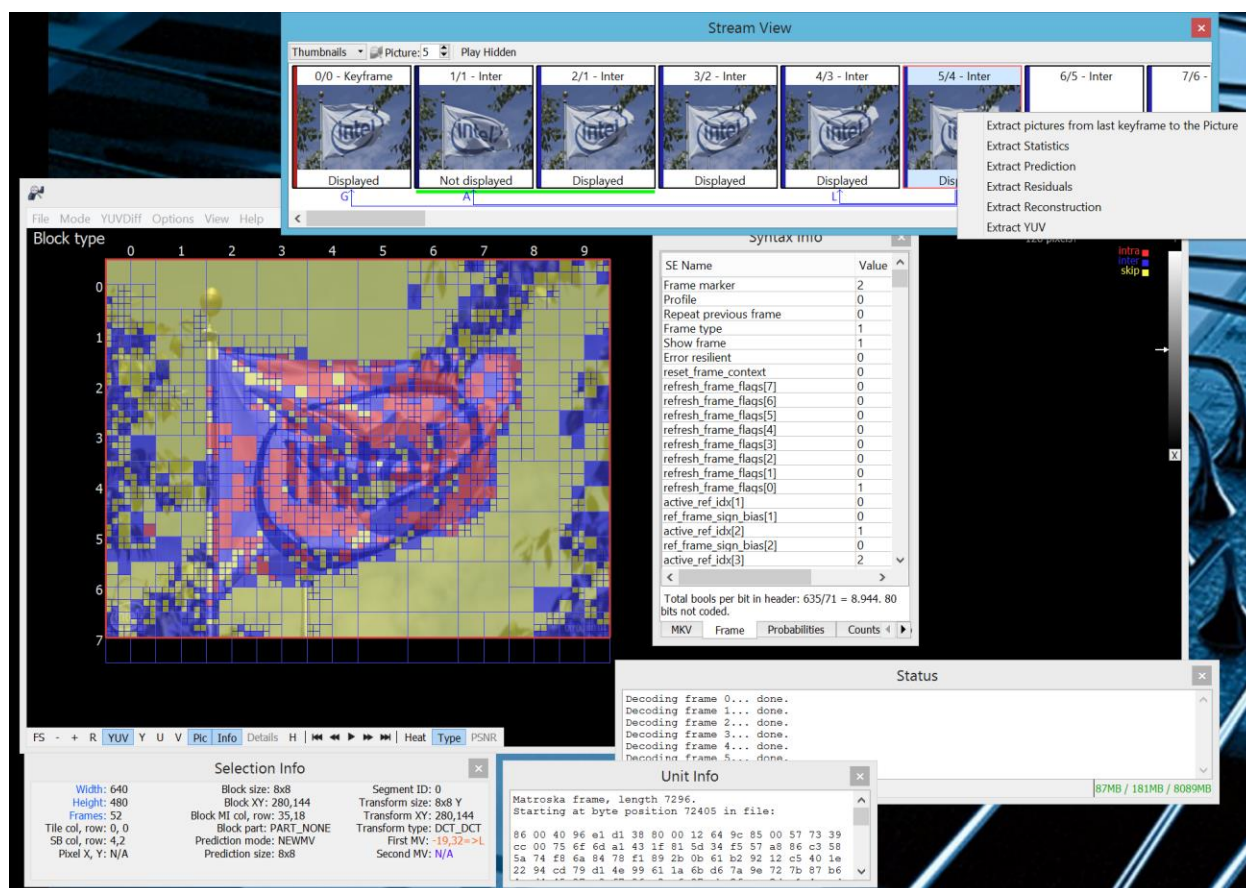 Stream View
Thumbnails Picture: 5 Play Hidden
0/0 - Keyframe 1/1 - Inter 2/1 - Inter 3/2 - Inter 4/3 - Inter 5/4 - Inter 6/5 - Inter 7/6 -
intel intel intel intel intel
Displayed Not displayed Displayed Displayed Displayed
G A L
Extract pictures from last keyframe to the Picture
Extract Statistics
Extract Prediction
Extract Residuals
Extract Reconstruction
Extract YUV
File Mode YUVDiff Options View Help
Block type
0 1 2 3 4 5 6 7 8 9
0
1
2
3
4
5
6
7
intra
inter
skip
X
Syntax Info
SE Name Value
Frame marker 2
Profile 0
Repeat previous frame 0
Frame type 1
Show frame 1
Error resilient 0
reset_frame_context 0
refresh_frame_flags[7] 0
refresh_frame_flags[6] 0
refresh_frame_flags[5] 0
refresh_frame_flags[4] 0
refresh_frame_flags[3] 0
refresh_frame_flags[2] 0
refresh_frame_flags[1] 0
refresh_frame_flags[0] 1
active_ref_idx[1] 0
ref_frame_sign_bias[1] 0
active_ref_idx[2] 1
ref_frame_sign_bias[2] 0
active_ref_idx[3] 2
Total bools per bit in header: 635/71 = 8.944. 80
bits not coded.
MKV Frame Probabilities Counts
FS - + R YUV Y U V Pic Info Details H Heat Type PSNR
Status
Decoding frame 0... done.
Decoding frame 1... done.
Decoding frame 2... done.
Decoding frame 3... done.
Decoding frame 4... done.
Decoding frame 5... done.
87MB / 181MB / 8089MB
Selection Info
Width: 640 Block size: 8x8 Segment ID: 0
Height: 480 Block XY: 280,144 Transform size: 8x8 Y
Frames: 52 Block MI col, row: 35,18 Transform XY: 280,144
Tile col, row: 0, 0 Block part: PART_NONE Transform type: DCT_DCT
SB col, row: 4,2 Prediction mode: NEWMV First MV: -19,32=>L
Pixel X, Y: N/A Prediction size: 8x8 Second MV: N/A
Unit Info
Matroska frame, length 7296.
Starting at byte position 72405 in file:
86 00 40 96 e1 d1 38 80 00 12 64 9c 85 00 57 73 39
cc 00 75 6f 6d a1 43 1f 81 5d 34 f5 57 a8 86 c3 58
5a 74 f8 6a 84 78 f1 89 2b 0b 61 b2 92 12 c5 40 1e
22 94 cd 79 d1 4e 99 61 1a 6b d6 7a 9e 72 7b 87 b6